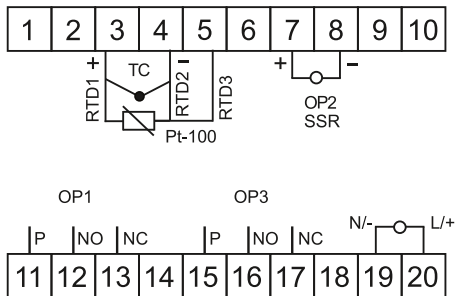 1 2 3 4 5 6 7 8 9 10
+ TC - + -
RTD1 RTD2 RTD3
Pt-100
OP2
SSR
OP1 OP3
N/- L/+
P NO NC P NO NC
11 12 13 14 15 16 17 18 19 20